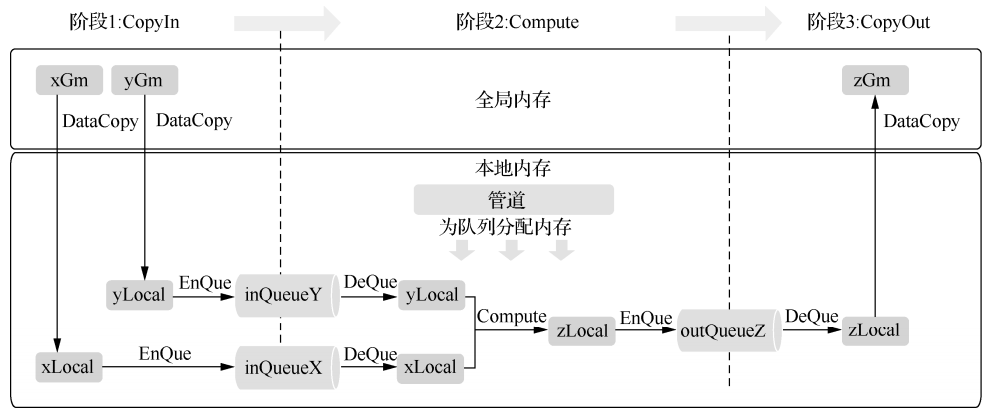 阶段1:CopyIn
阶段2:Compute
阶段3:CopyOut
xGm
yGm
zGm
全局内存
DataCopy
DataCopy
DataCopy
本地内存
管道
为队列分配内存
yLocal
EnQue
inQueueY
DeQue
yLocal
Compute
zLocal
EnQue
outQueueZ
DeQue
zLocal
xLocal
EnQue
inQueueX
DeQue
xLocal